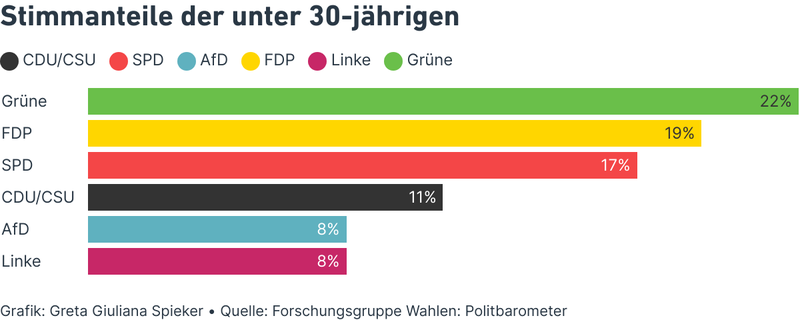 Stimmanteile der unter 30-jährigen
CDU/CSU SPD AfD FDP Linke Grüne
Grüne 22%
FDP 19%
SPD 17%
CDU/CSU 11%
AfD 8%
Linke 8%
Grafik: Greta Giuliana Spieker • Quelle: Forschungsgruppe Wahlen: Politbarometer